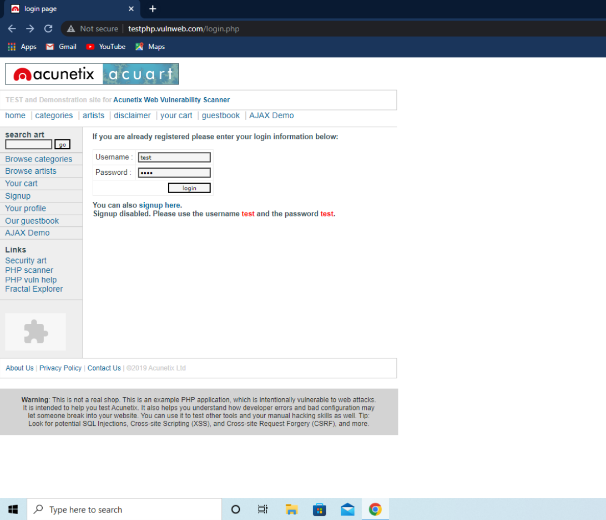 login page
Not secure | testphp.vulnweb.com/login.php
Apps Gmail YouTube Maps
acunetix acuart
TEST and Demonstration site for Acunetix Web Vulnerability Scanner
home | categories | artists | disclaimer | your cart | guestbook | AJAX Demo
search art
go
Browse categories
Browse artists
Your cart
Signup
Your profile
Our guestbook
AJAX Demo
Links
Security art
PHP scanner
PHP vuln help
Fractal Explorer
If you are already registered please enter your login information below:
Username : test
Password : ••••
login
You can also signup here.
Signup disabled. Please use the username test and the password test.
About Us | Privacy Policy | Contact Us | ©2019 Acunetix Ltd
Warning: This is not a real shop. This is an example PHP application, which is intentionally vulnerable to web attacks.
It is intended to help you test Acunetix. It also helps you understand how developer errors and bad configuration may
let someone break into your website. You can use it to test other tools and your manual hacking skills as well. Tip:
Look for potential SQL Injections, Cross-site Scripting (XSS), and Cross-site Request Forgery (CSRF), and more.
Type here to search